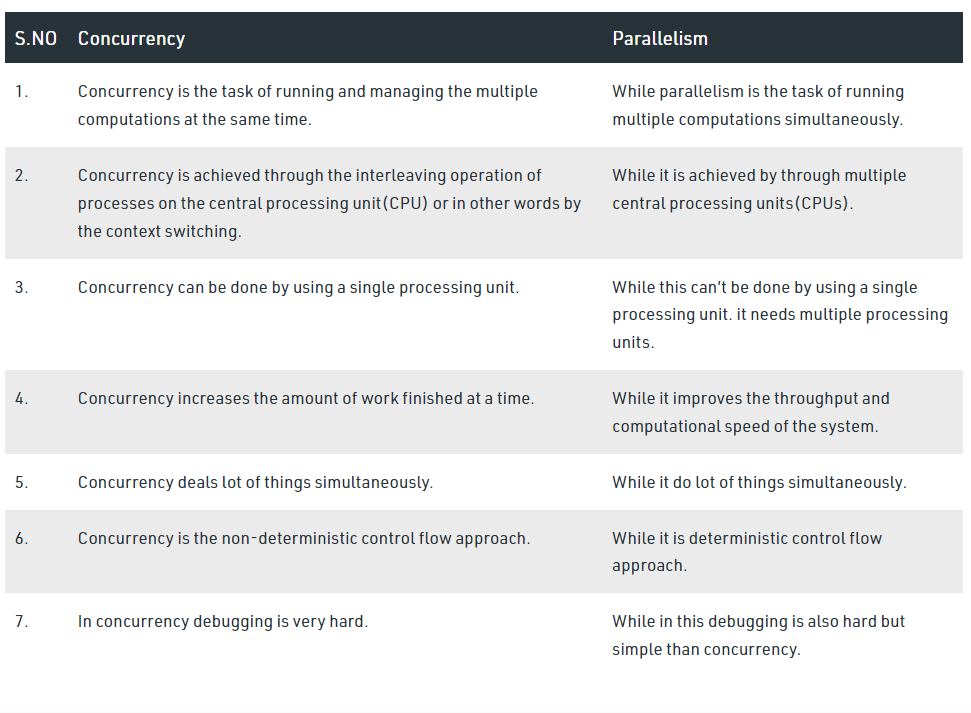 S.NO Concurrency Parallelism
1. Concurrency is the task of running and managing the multiple While parallelism is the task of running
computations at the same time. multiple computations simultaneously.
2. Concurrency is achieved through the interleaving operation of While it is achieved by through multiple
processes on the central processing unit(CPU) or in other words by central processing units(CPUs).
the context switching.
3. Concurrency can be done by using a single processing unit. While this can’t be done by using a single
processing unit. it needs multiple processing
units.
4. Concurrency increases the amount of work finished at a time. While it improves the throughput and
computational speed of the system.
5. Concurrency deals lot of things simultaneously. While it do lot of things simultaneously.
6. Concurrency is the non-deterministic control flow approach. While it is deterministic control flow
approach.
7. In concurrency debugging is very hard. While in this debugging is also hard but
simple than concurrency.